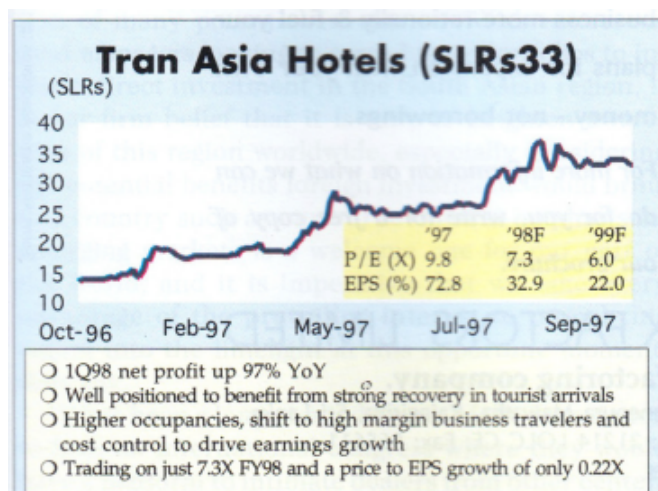 Tran Asia Hotels (SLRs33)
(SLRs)
40
35
30
25
20
15
10
'97 '98F '99F
P/E (X) 9.8 7.3 6.0
EPS (%) 72.8 32.9 22.0
Oct-96 Feb-97 May-97 Jul-97 Sep-97
❍ 1Q98 net profit up 97% YoY
❍ Well positioned to benefit from strong recovery in tourist arrivals
❍ Higher occupancies, shift to high margin business travelers and
cost control to drive earnings growth
❍ Trading on just 7.3X FY98 and a price to EPS growth of only 0.22X